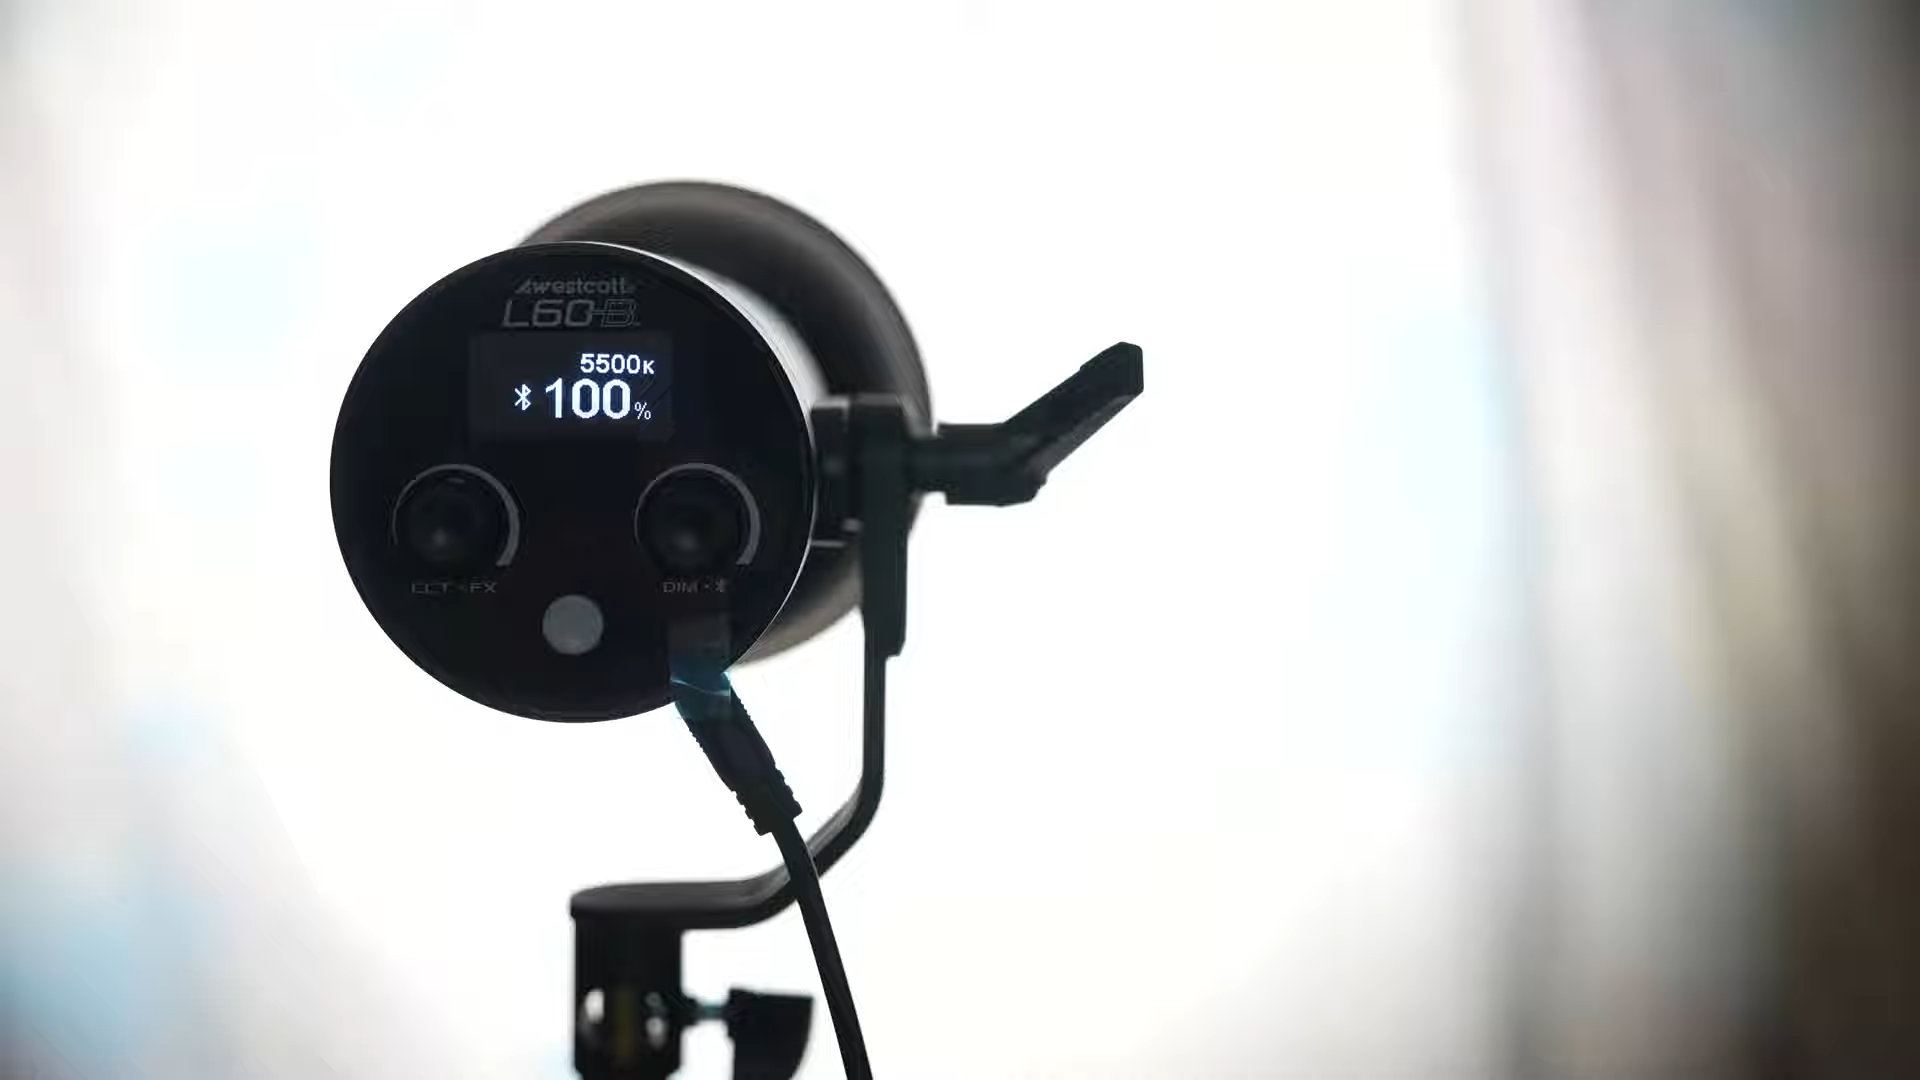 westcott
L60-B
5500K
100%
CCT • FX
DIM •